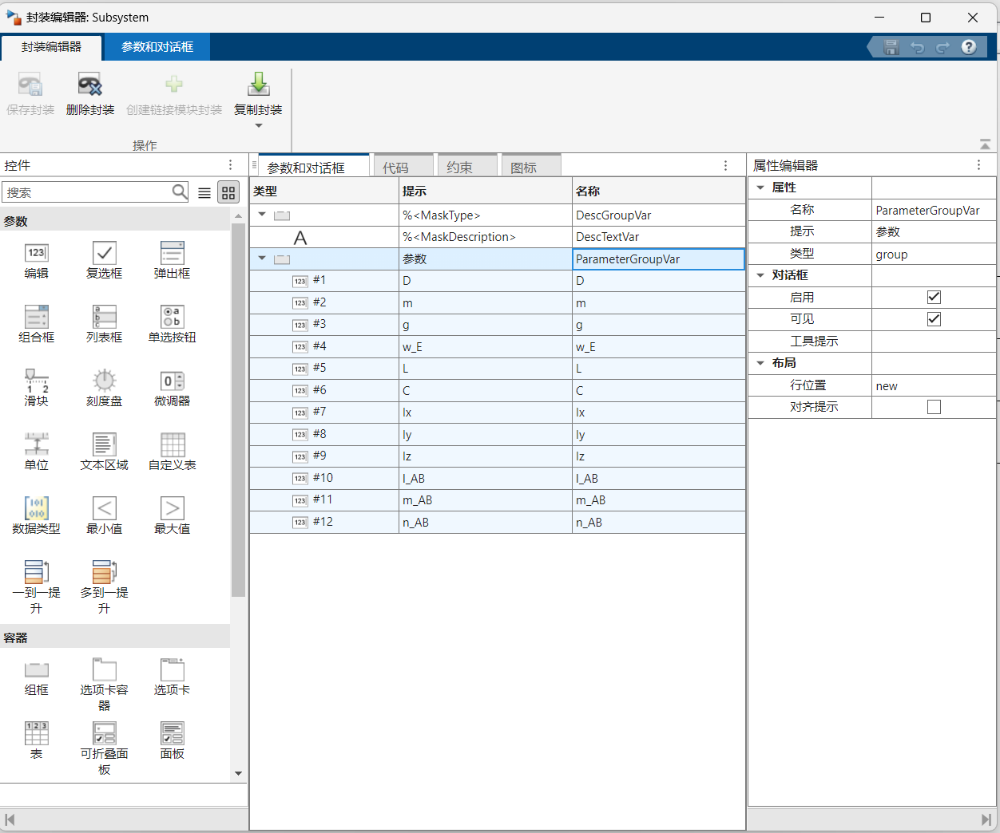 封装编辑器: Subsystem
封装编辑器
参数和对话框
保存封装
删除封装
创建链接模块封装
复制封装
操作
控件
搜索
参数
123
编辑
复选框
弹出框
组合框
a
b
c
列表框
a
b
单选按钮
1 2
滑块
刻度盘
0
微调器
单位
文本区域
自定义表
101
010
数据类型
最小值
最大值
一到一提
升
多到一提
升
容器
组框
选项卡容
器
选项卡
1 2 3
表
可折叠面
板
面板
参数和对话框
代码
约束
图标
类型 提示 名称
%<MaskType> DescGroupVar
A %<MaskDescription> DescTextVar
参数 ParameterGroupVar
123 #1 D D
123 #2 m m
123 #3 g g
123 #4 w_E w_E
123 #5 L L
123 #6 C C
123 #7 Ix Ix
123 #8 Iy Iy
123 #9 Iz Iz
123 #10 l_AB l_AB
123 #11 m_AB m_AB
123 #12 n_AB n_AB
属性编辑器
属性
名称 ParameterGroupVar
提示 参数
类型 group
对话框
启用
可见
工具提示
布局
行位置 new
对齐提示